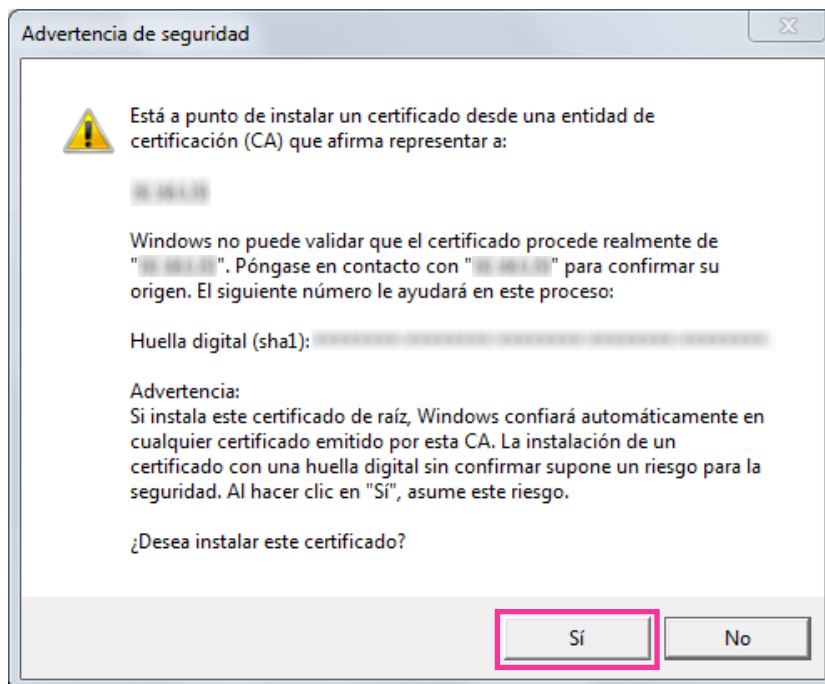 Advertencia de seguridad
Está a punto de instalar un certificado desde una entidad de
certificación (CA) que afirma representar a:
Windows no puede validar que el certificado procede realmente de
" ". Póngase en contacto con " " para confirmar su
origen. El siguiente número le ayudará en este proceso:
Huella digital (sha1):
Advertencia:
Si instala este certificado de raíz, Windows confiará automáticamente en
cualquier certificado emitido por esta CA. La instalación de un
certificado con una huella digital sin confirmar supone un riesgo para la
seguridad. Al hacer clic en "Sí", asume este riesgo.
¿Desea instalar este certificado?
Sí
No